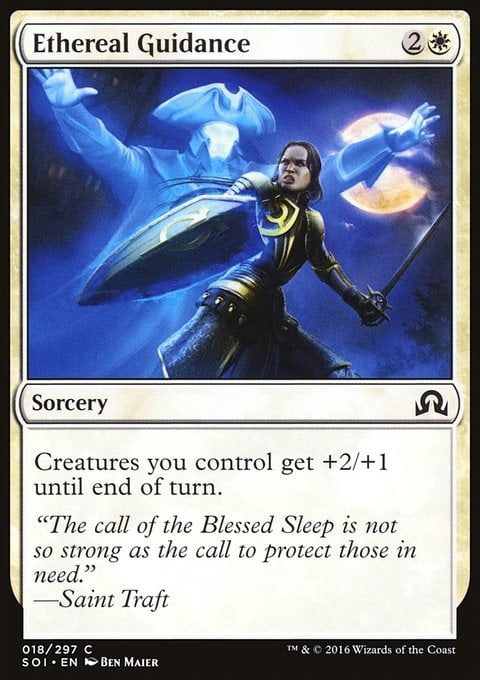 Ethereal Guidance 2
Sorcery
Creatures you control get +2/+1
until end of turn.
“The call of the Blessed Sleep is not
so strong as the call to protect those in
need.”
—Saint Traft
018/297 C
SOI • EN Ben Maier
™ & © 2016 Wizards of the Coast